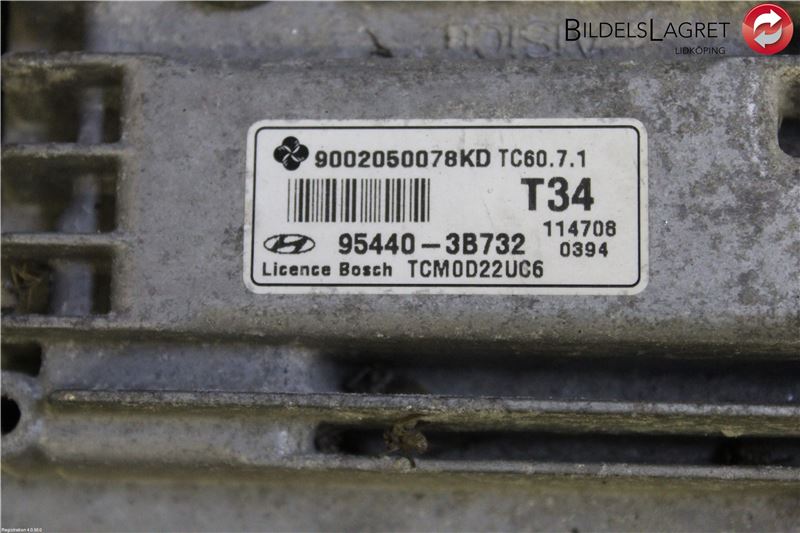 BILDELSLAGRET
LIDKÖPING
9002050078KD TC60.7.1
T34
114708
95440-3B732
0394
Licence Bosch TCM0D22UC6